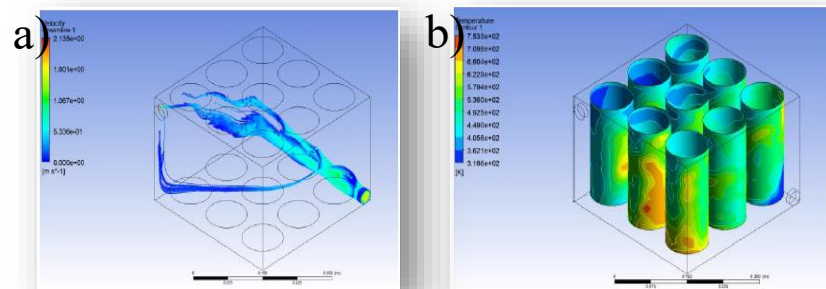 a)
Velocity
Streamline 1
2.135e+00
1.601e+00
1.067e+00
5.336e-01
0.000e+00
[m s^-1]
b)
Temperature
Contour 1
7.533e+02
7.098e+02
6.664e+02
6.229e+02
5.794e+02
5.360e+02
4.925e+02
4.490e+02
4.056e+02
3.621e+02
3.186e+02
[K]